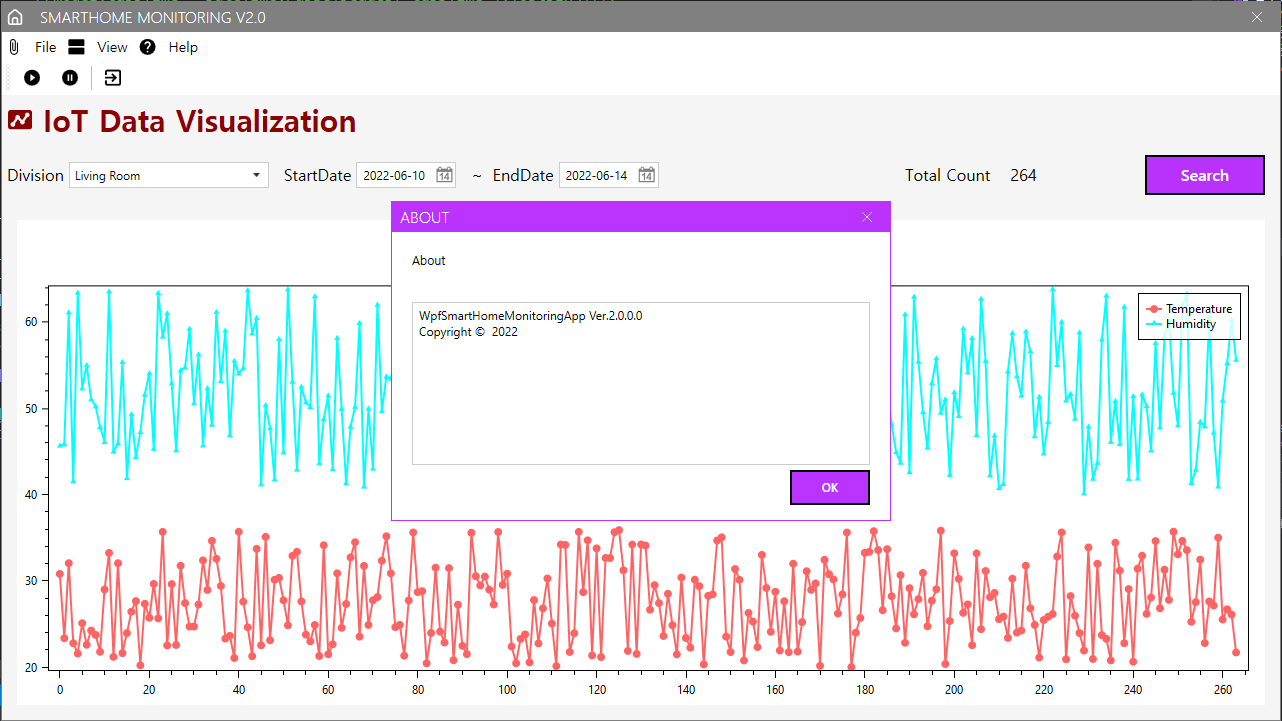 SMARTHOME MONITORING V2.0
File View Help
IoT Data Visualization
Division Living Room StartDate 2022-06-10 14 ~ EndDate 2022-06-14 14 Total Count 264 Search
ABOUT
About
WpfSmartHomeMonitoringApp Ver.2.0.0.0
Copyright © 2022
OK
Temperature
Humidity
60
50
40
30
20
0 20 40 60 80 100 120 140 160 180 200 220 240 260